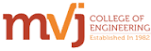 mvj COLLEGE OF
ENGINEERING
Established in 1982